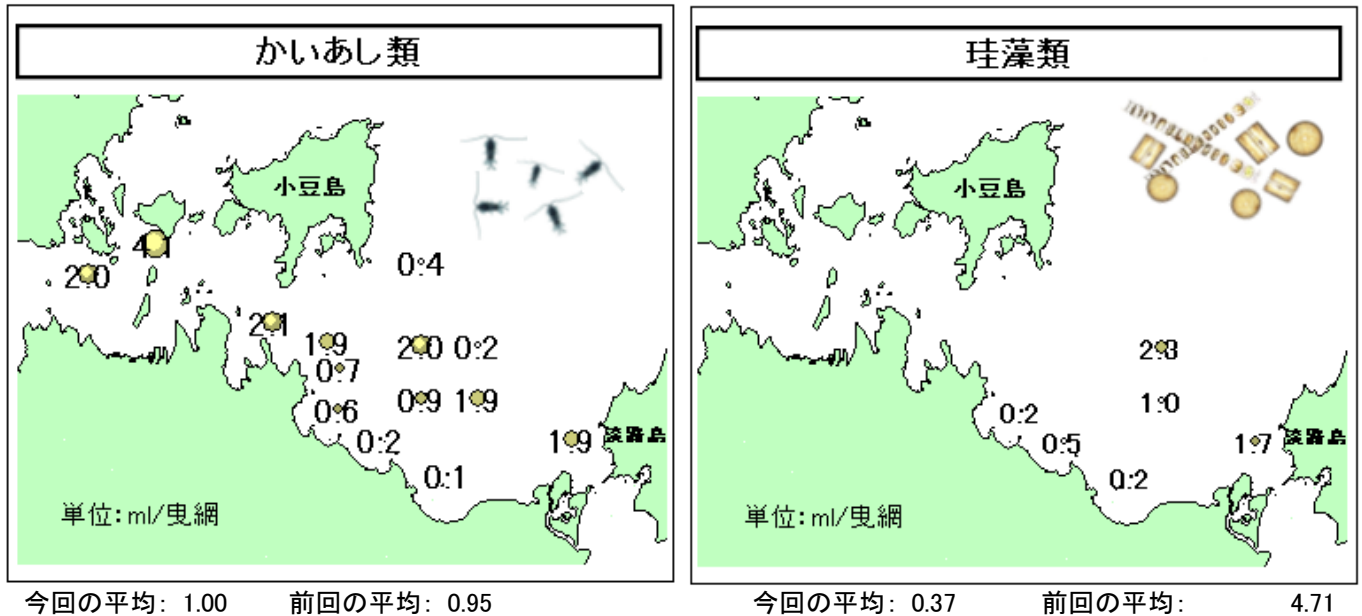 かいあし類
小豆島
4.1
2.0
0.4
2.1
1.9
2.0 0.2
0.7
0.9 1.9
0.6
0.2
1.9 淡路島
0.1
単位：ml/曳網
今回の平均： 1.00 前回の平均： 0.95
珪藻類
小豆島
2.3
1.0
0.2
0.5
1.7 淡路島
0.2
単位：ml/曳網
今回の平均： 0.37 前回の平均： 4.71